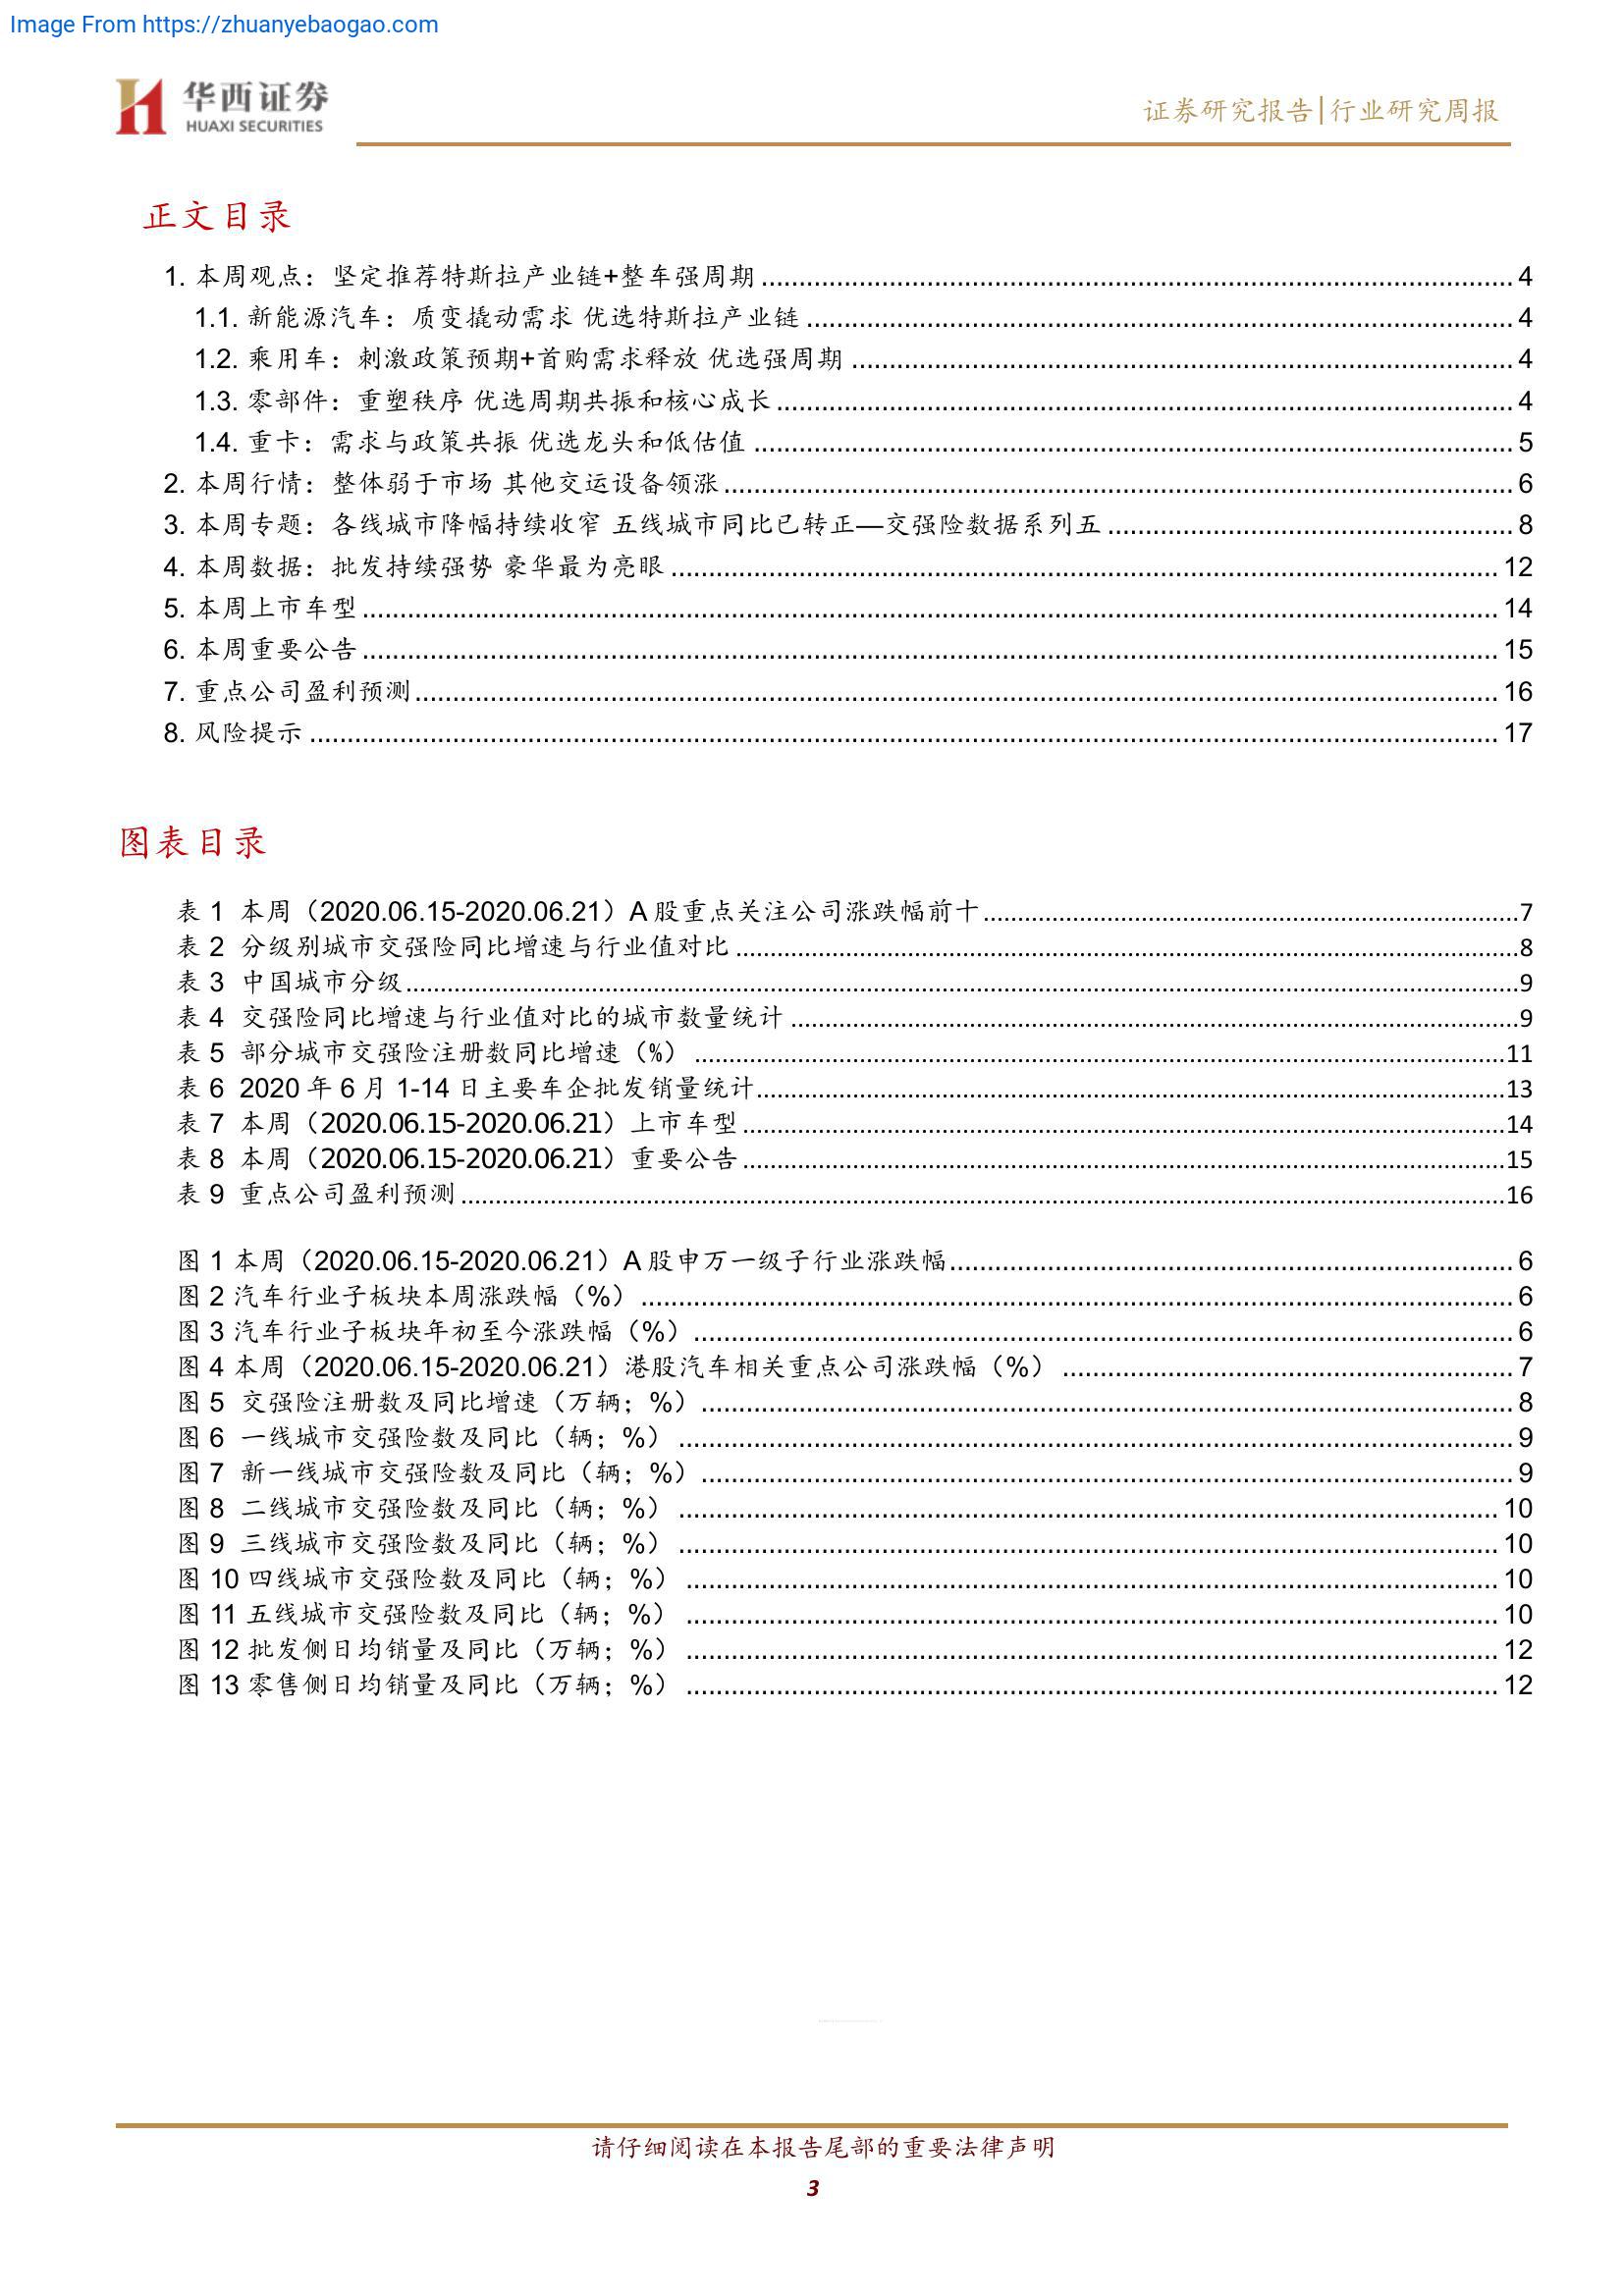 Image From https://zhuanyebaogao.com
华西证券
HUAXI SECURITIES
证券研究报告|行业研究周报
正文目录
1. 本周观点：坚定推荐特斯拉产业链+整车强周期 4
1.1. 新能源汽车：质变撬动需求 优选特斯拉产业链 4
1.2. 乘用车：刺激政策预期+首购需求释放 优选强周期 4
1.3. 零部件：重塑秩序 优选周期共振和核心成长 4
1.4. 重卡：需求与政策共振 优选龙头和低估值 5
2. 本周行情：整体弱于市场 其他交运设备领涨 6
3. 本周专题：各线城市降幅持续收窄 五线城市同比已转正—交强险数据系列五 8
4. 本周数据：批发持续强势 豪华最为亮眼 12
5. 本周上市车型 14
6. 本周重要公告 15
7. 重点公司盈利预测 16
8. 风险提示 17
图表目录
表 1 本周（2020.06.15-2020.06.21）A 股重点关注公司涨跌幅前十 7
表 2 分级别城市交强险同比增速与行业值对比 8
表 3 中国城市分级 9
表 4 交强险同比增速与行业值对比的城市数量统计 9
表 5 部分城市交强险注册数同比增速（%） 11
表 6 2020 年 6 月 1-14 日主要车企批发销量统计 13
表 7 本周（2020.06.15-2020.06.21）上市车型 14
表 8 本周（2020.06.15-2020.06.21）重要公告 15
表 9 重点公司盈利预测 16
图 1 本周（2020.06.15-2020.06.21）A 股申万一级子行业涨跌幅 6
图 2 汽车行业子板块本周涨跌幅（%） 6
图 3 汽车行业子板块年初至今涨跌幅（%） 6
图 4 本周（2020.06.15-2020.06.21）港股汽车相关重点公司涨跌幅（%） 7
图 5 交强险注册数及同比增速（万辆；%） 8
图 6 一线城市交强险数及同比（辆；%） 9
图 7 新一线城市交强险数及同比（辆；%） 9
图 8 二线城市交强险数及同比（辆；%） 10
图 9 三线城市交强险数及同比（辆；%） 10
图 10 四线城市交强险数及同比（辆；%） 10
图 11 五线城市交强险数及同比（辆；%） 10
图 12 批发侧日均销量及同比（万辆；%） 12
图 13 零售侧日均销量及同比（万辆；%） 12
请仔细阅读在本报告尾部的重要法律声明
3